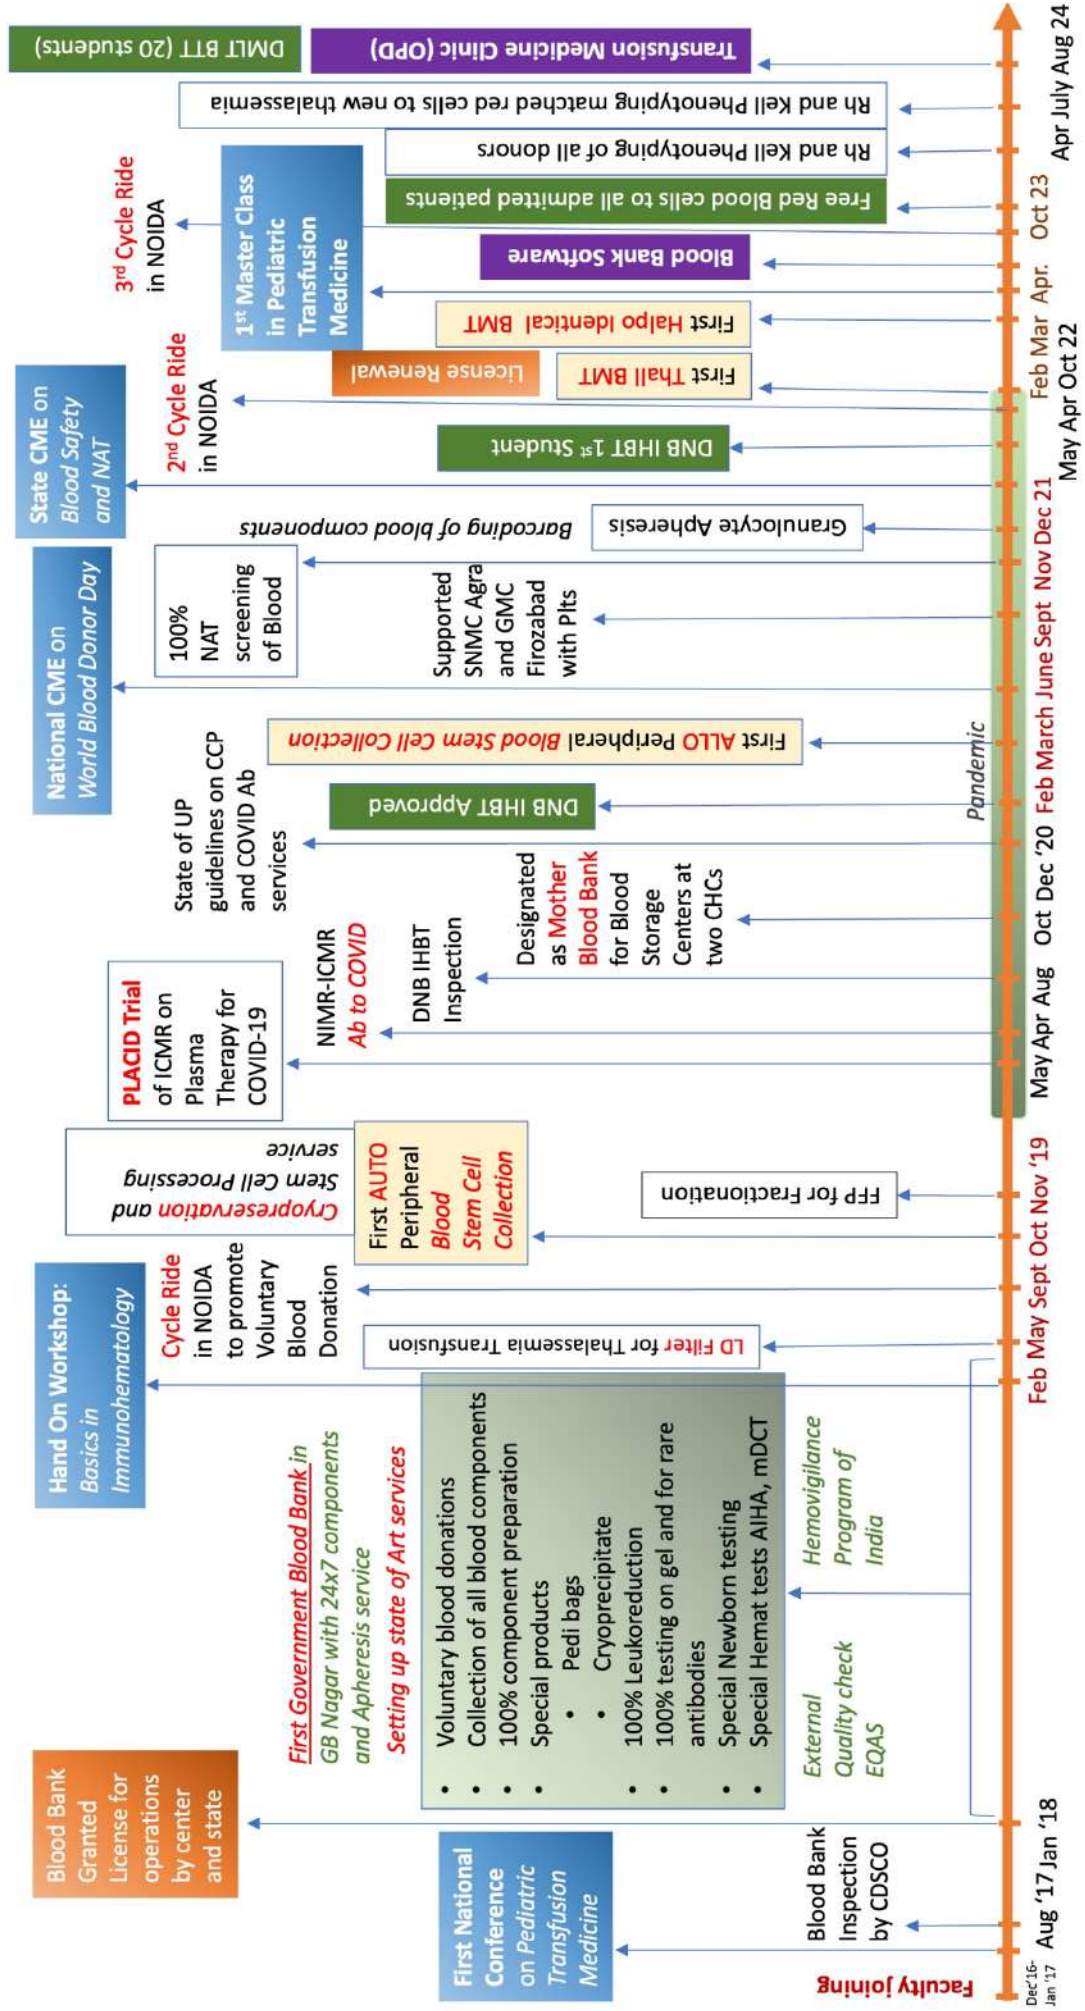 Faculty joining
Dec'16-
Jan '17
First National
Conference
on Pediatric
Transfusion
Medicine
Blood Bank
Inspection
by CDSCO
Aug '17
Jan '18
Blood Bank
Granted
License for
operations
by center
and state
First Government Blood Bank in
GB Nagar with 24x7 components
and Apheresis service
Setting up state of Art services
• Voluntary blood donations
• Collection of all blood components
• 100% component preparation
• Special products
• Pedi bags
• Cryoprecipitate
• 100% Leukoreduction
• 100% testing on gel and for rare
antibodies
• Special Newborn testing
• Special Hemat tests AIHA, mDCT
External
Quality check
EQAS
Hemovigilance
Program of
India
Hand On Workshop:
Basics in
Immunohematology
LD Filter for Thalassemia Transfusion
Cycle Ride
in NOIDA
to promote
Voluntary
Blood
Donation
Feb May Sept Oct Nov '19
Cryopreservation and
Stem Cell Processing
service
First AUTO
Peripheral
Blood
Stem Cell
Collection
FFP for Fractionation
PLACID Trial
of ICMR on
Plasma
Therapy for
COVID-19
NIMR-ICMR
Ab to COVID
DNB IHBT
Inspection
Designated
as Mother
Blood Bank
for Blood
Storage
Centers at
two CHCs
May Apr Aug
Oct Dec '20
State of UP
guidelines on CCP
and COVID Ab
services
DNB IHBT Approved
First ALLO Peripheral Blood Stem Cell Collection
Pandemic
Feb March June Sept Nov Dec 21
National CME on
World Blood Donor Day
Supported
SNMC Agra
and GMC
Firozabad
with Plts
100%
NAT
screening
of Blood
Barcoding of blood components
Granulocyte Apheresis
State CME on
Blood Safety
and NAT
DNB IHBT 1st Student
2nd Cycle Ride
in NOIDA
May Apr Oct 22
License Renewal
First Thall BMT
First Halpo Identical BMT
Feb Mar Apr.
Oct 23
1st Master Class
in Pediatric
Transfusion
Medicine
Blood Bank Software
3rd Cycle Ride
in NOIDA
Free Red Blood cells to all admitted patients
Rh and Kell Phenotyping of all donors
Rh and Kell Phenotyping matched red cells to new thalassemia
Transfusion Medicine Clinic (OPD)
DMLT BTT (20 students)
Apr July Aug 24